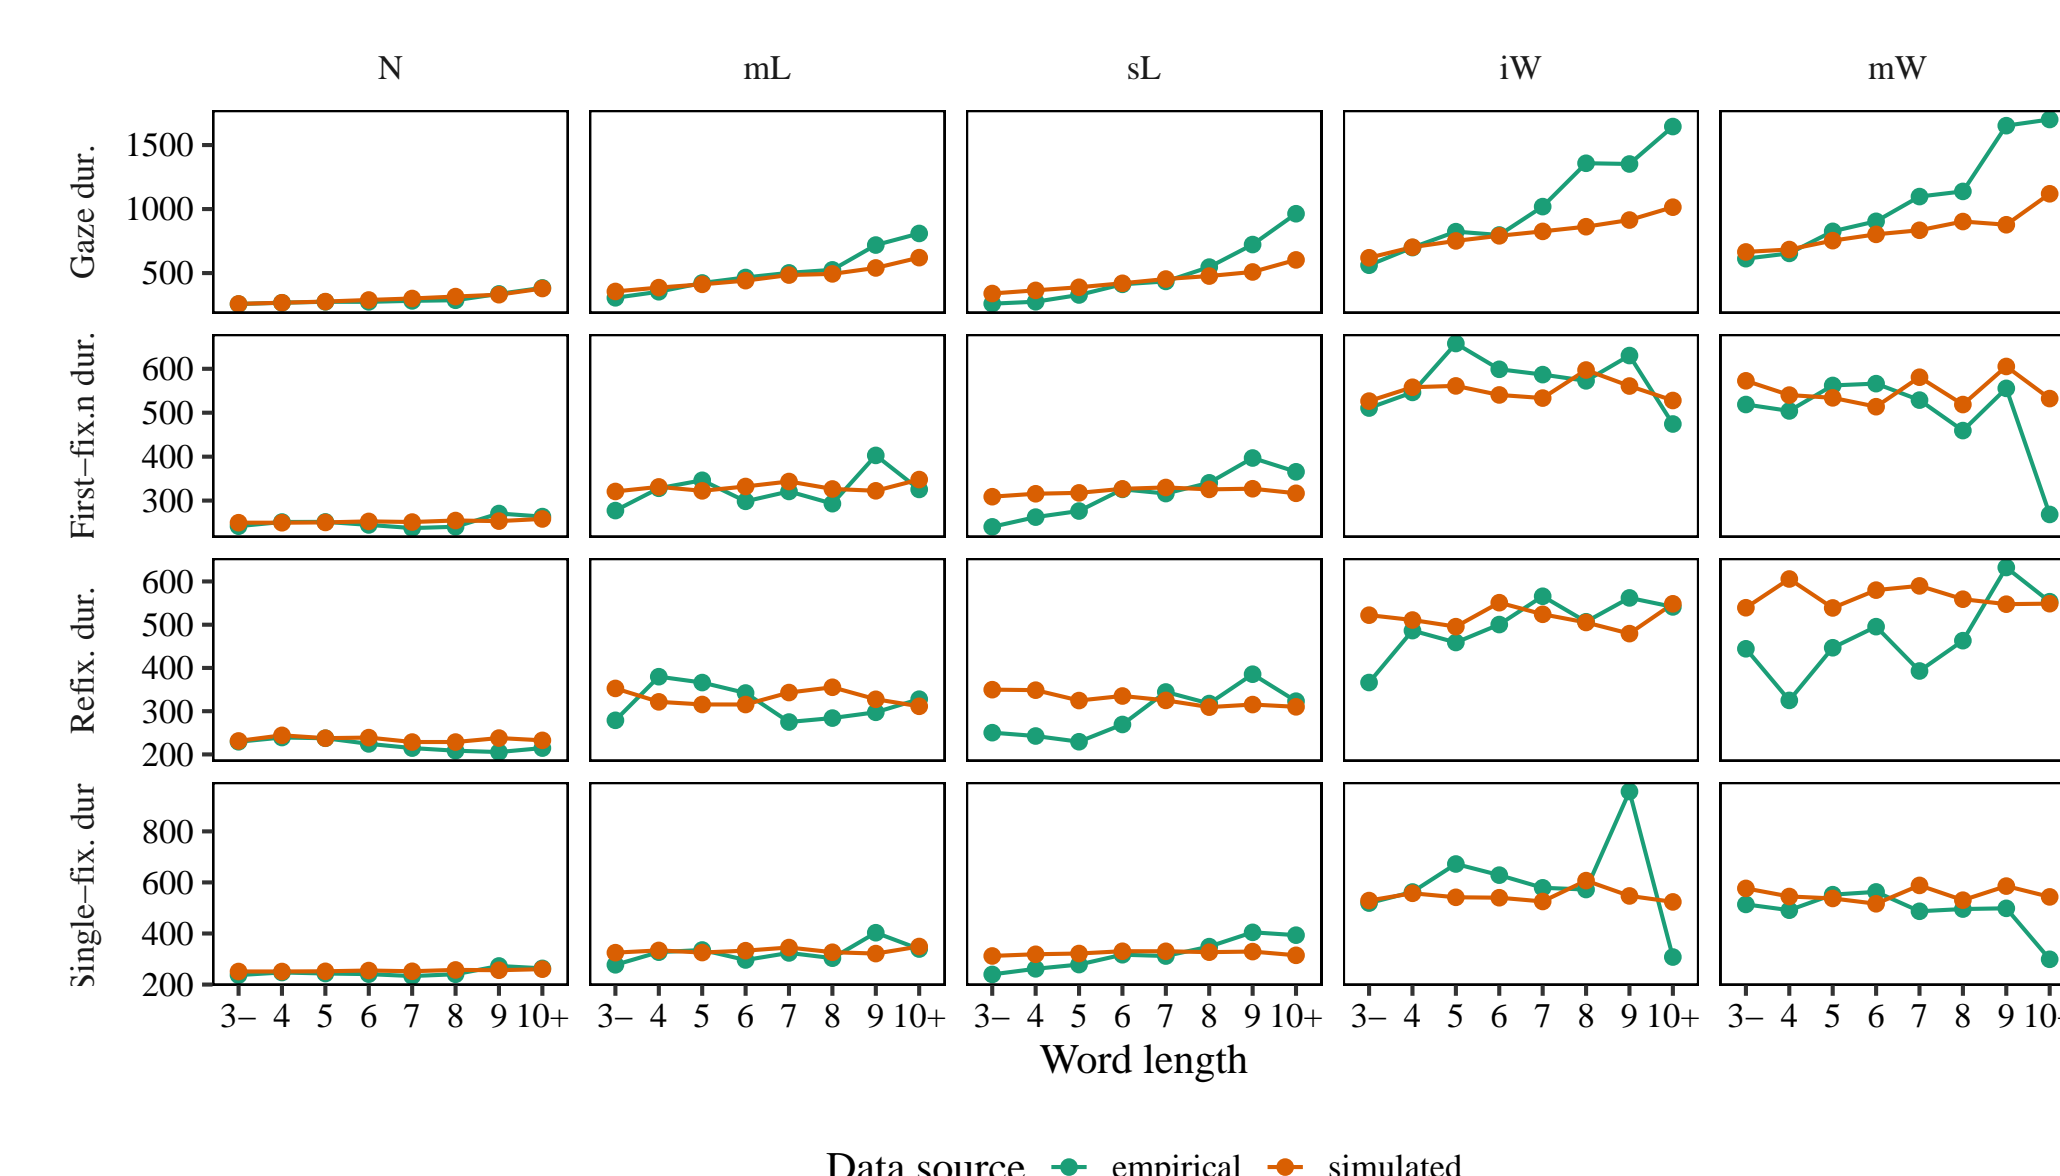 N mL sL iW mW
Gaze dur.
1500
1000
500
First–fix.n dur.
600
500
400
300
Refix. dur.
600
500
400
300
200
Single–fix. dur
800
600
400
200
3– 4 5 6 7 8 9 10+ 3– 4 5 6 7 8 9 10+ 3– 4 5 6 7 8 9 10+ 3– 4 5 6 7 8 9 10+ 3– 4 5 6 7 8 9 10
Word length
Data source empirical simulated